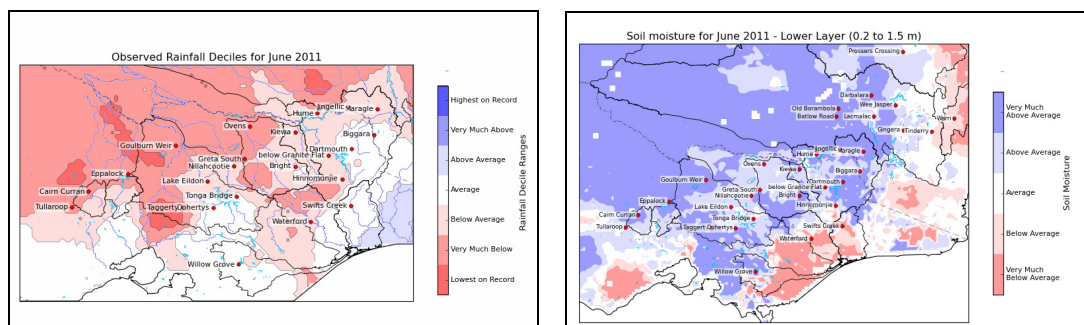 Observed Rainfall Deciles for June 2011
Hume
Jingellic
Maragle
Ovens
Kiewa
Biggara
Goulburn Weir
Dartmouth
below Granite Flat
Greta South
Nillahcootie
Bright
Eppalock
Lake Eildon
Hinnomonjie
Cairn Curran
Tonga Bridge
Tullaroop
Taggerty
Dohertys
Swifts Creek
Waterford
Willow Grove
Highest on Record
Very Much Above
Above Average
Average
Below Average
Very Much Below
Lowest on Record
Rainfall Decile Ranges
Soil moisture for June 2011 - Lower Layer (0.2 to 1.5 m)
Prossers Crossing
Darbalara
Wee Jasper
Old Borambola
Batlow Road
Lacmalac
Gingera
Tinderry
Hume
Jingellic
Maragle
Ovens
Kiewa
Biggara
Goulburn Weir
Dartmouth
below Granite Flat
Greta South
Nillahcootie
Bright
Eppalock
Lake Eildon
Hinnomonjie
Cairn Curran
Tonga Bridge
Tullaroop
Taggerty
Dohertys
Swifts Creek
Waterford
Willow Grove
Very Much
Above Average
Above Average
Average
Below Average
Very Much
Below Average
Soil Moisture